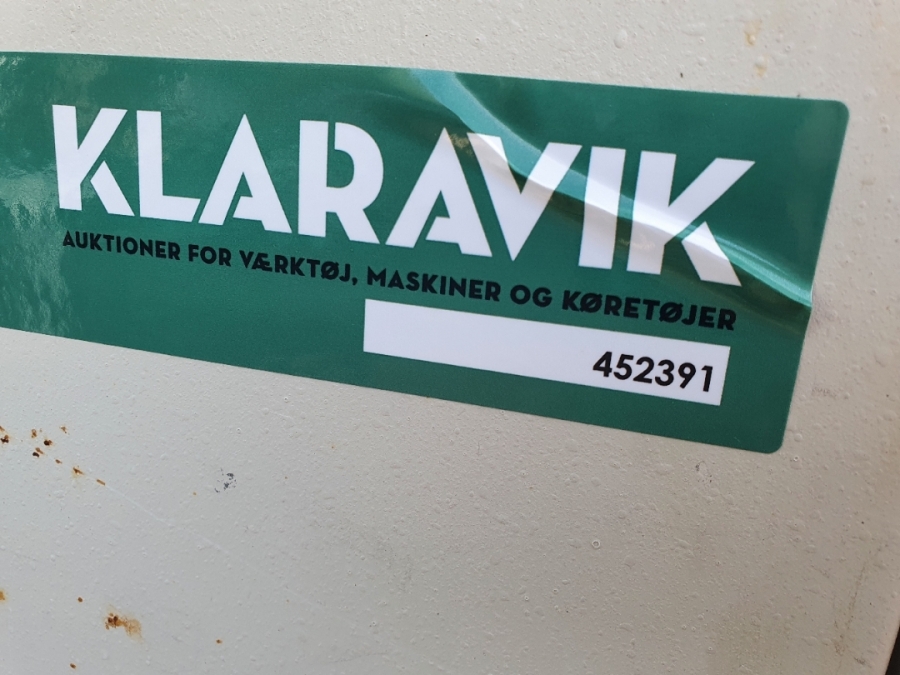 KLARAVIK
AUKTIONER FOR VÆRKTØJ, MASKINER OG KØRETØJER
452391